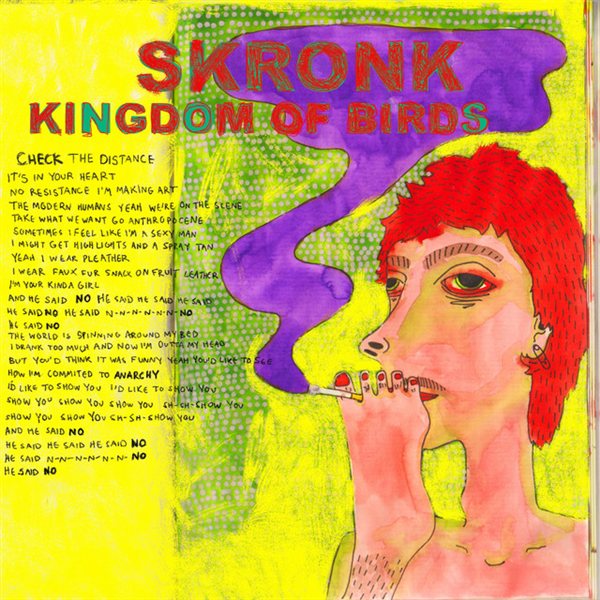 SKRONK
KINGDOM OF BIRDS
CHECK THE DISTANCE
IT'S IN YOUR HEART
NO RESISTANCE I'M MAKING ART
THE MODERN HUMANS YEAH WE'RE ON THE SCENE
TAKE WHAT WE WANT GO ANTHROPOCENE
SOMETIMES I FEEL LIKE I'M A SEXY MAN
I MIGHT GET HIGHLIGHTS AND A SPRAY TAN
YEAH I WEAR PLEATHER
I WEAR FAUX FUR SNACK ON FRUIT LEATHER
I'M YOUR KINDA GIRL
AND HE SAID NO HE SAID HE SAID HE SAID
HE SAID NO HE SAID N-N-N-N-N-NO
HE SAID NO
THE WORLD IS SPINNING AROUND MY BED
I DRANK TOO MUCH AND NOW I'M OUTTA MY HEAD
BUT YOU'D THINK IT WAS FUNNY YEAH YOU'D LIKE TO SEE
HOW I'M COMMITED TO ANARCHY
I'D LIKE TO SHOW YOU I'D LIKE TO SHOW YOU
SHOW YOU SHOW YOU SHOW YOU SH-SH-SHOW YOU
SHOW YOU SHOW YOU SH-SH-SHOW YOU
AND HE SAID NO
HE SAID HE SAID HE SAID NO
HE SAID N-N-N-N-N-N-NO
HE SAID NO